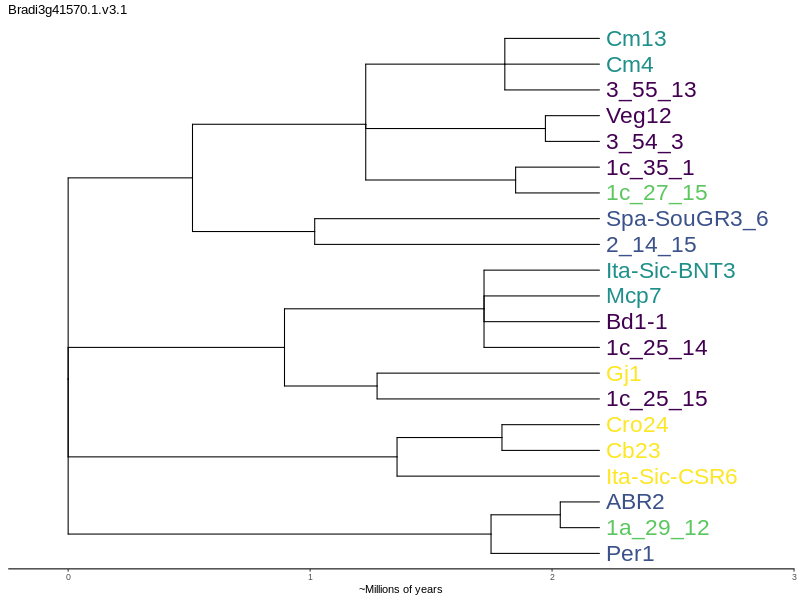 Bradi3g41570.1.v3.1
Cm13
Cm4
3_55_13
Veg12
3_54_3
1c_35_1
1c_27_15
Spa-SouGR3_6
2_14_15
Ita-Sic-BNT3
Mcp7
Bd1-1
1c_25_14
Gj1
1c_25_15
Cro24
Cb23
Ita-Sic-CSR6
ABR2
1a_29_12
Per1
0 1 2 3
~Millions of years